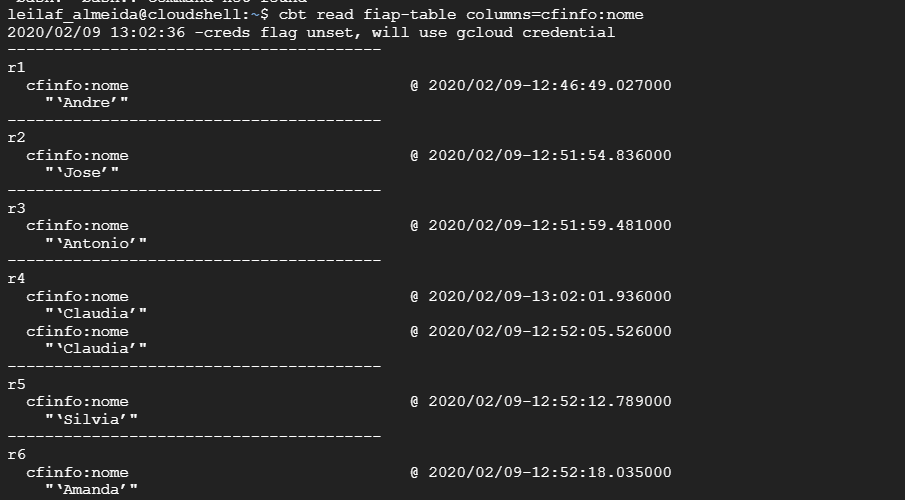 leilaf_almeida@cloudshell:~$ cbt read fiap-table columns=cfinfo:nome
2020/02/09 13:02:36 -creds flag unset, will use gcloud credential
----------------------------------------
r1
  cfinfo:nome                              @ 2020/02/09-12:46:49.027000
    "‘Andre’"
----------------------------------------
r2
  cfinfo:nome                              @ 2020/02/09-12:51:54.836000
    "‘Jose’"
----------------------------------------
r3
  cfinfo:nome                              @ 2020/02/09-12:51:59.481000
    "‘Antonio’"
----------------------------------------
r4
  cfinfo:nome                              @ 2020/02/09-13:02:01.936000
    "‘Claudia’"
  cfinfo:nome                              @ 2020/02/09-12:52:05.526000
    "‘Claudia’"
----------------------------------------
r5
  cfinfo:nome                              @ 2020/02/09-12:52:12.789000
    "‘Silvia’"
----------------------------------------
r6
  cfinfo:nome                              @ 2020/02/09-12:52:18.035000
    "‘Amanda’"